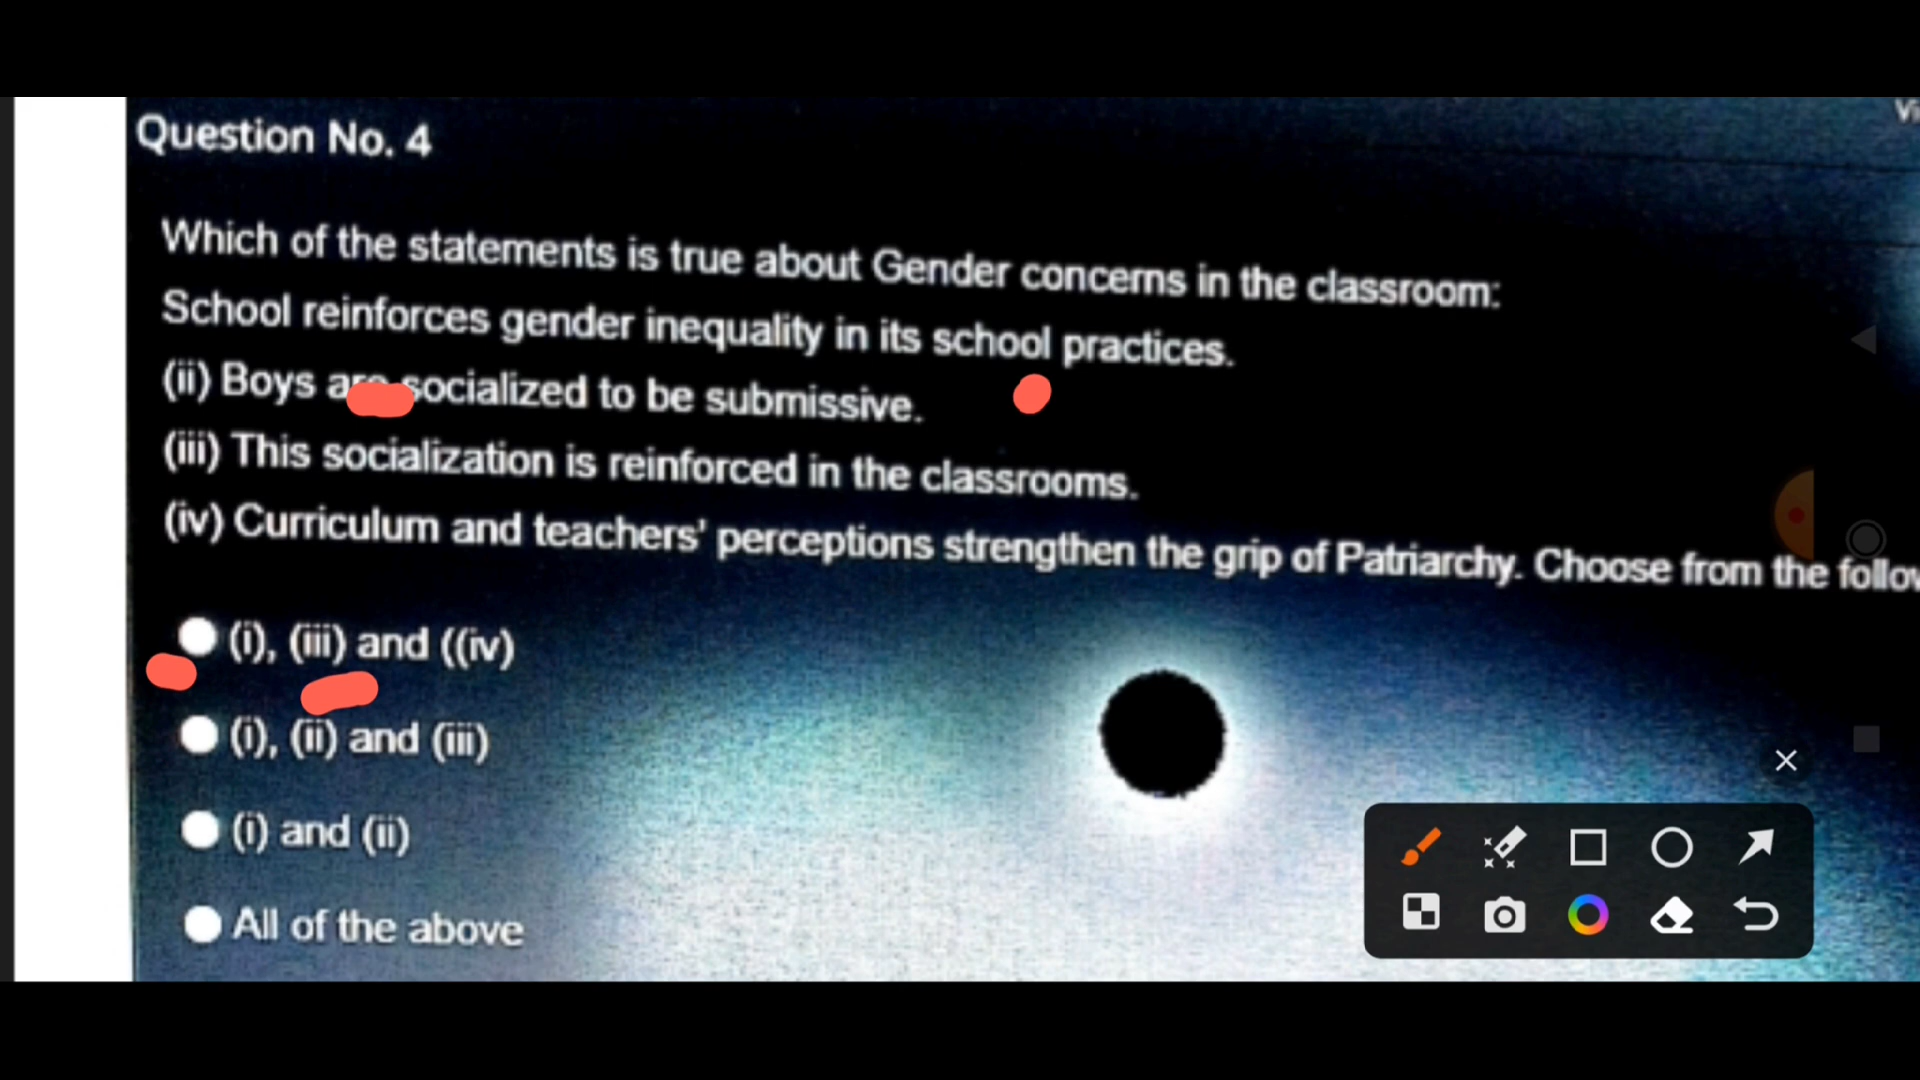 Vi
Question No. 4
Which of the statements is true about Gender concerns in the classroom:
School reinforces gender inequality in its school practices.
(ii) Boys are socialized to be submissive.
(iii) This socialization is reinforced in the classrooms.
(iv) Curriculum and teachers' perceptions strengthen the grip of Patriarchy. Choose from the follow
(i), (iii) and ((iv)
(i), (ii) and (iii)
(i) and (ii)
All of the above